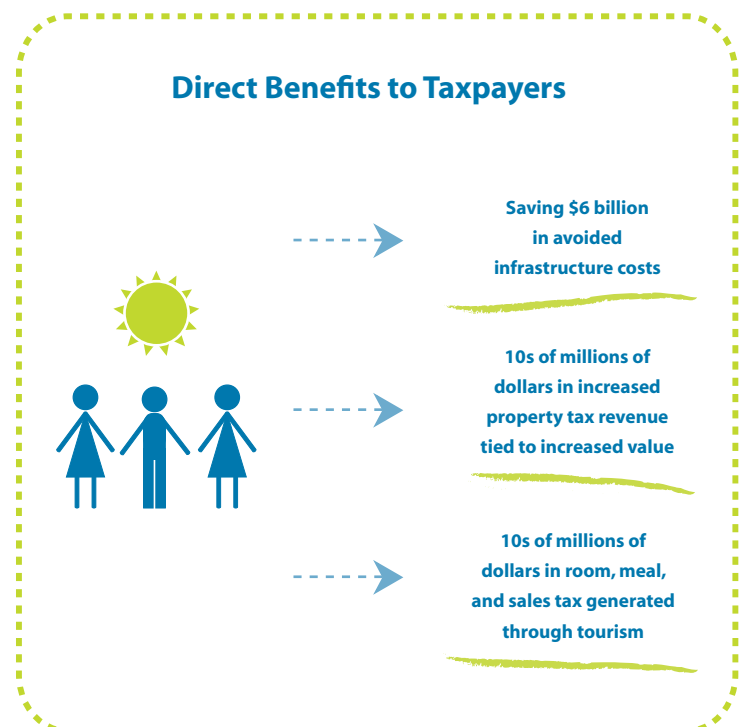 Direct Benefits to Taxpayers
Saving $6 billion
in avoided
infrastructure costs
10s of millions of
dollars in increased
property tax revenue
tied to increased value
10s of millions of
dollars in room, meal,
and sales tax generated
through tourism